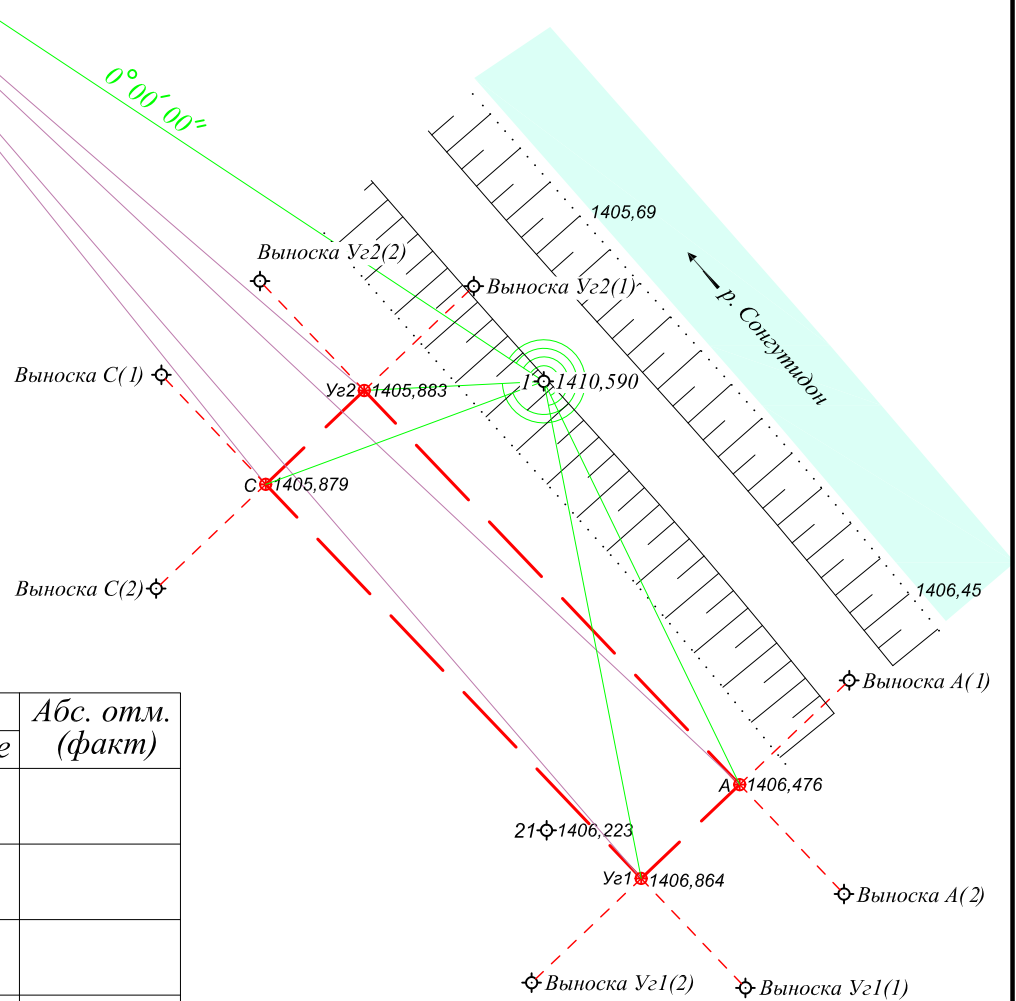 0°00′00″
1405,69
Выноска Уг2(2)
Выноска Уг2(1)
р. Сонгутидон
Выноска С(1)
Уг2 1405,883
1 1410,590
С 1405,879
Выноска С(2)
1406,45
Выноска А(1)
Абс. отм.
(факт)
е
А 1406,476
21 1406,223
Уг1 1406,864
Выноска А(2)
Выноска Уг1(2)
Выноска Уг1(1)